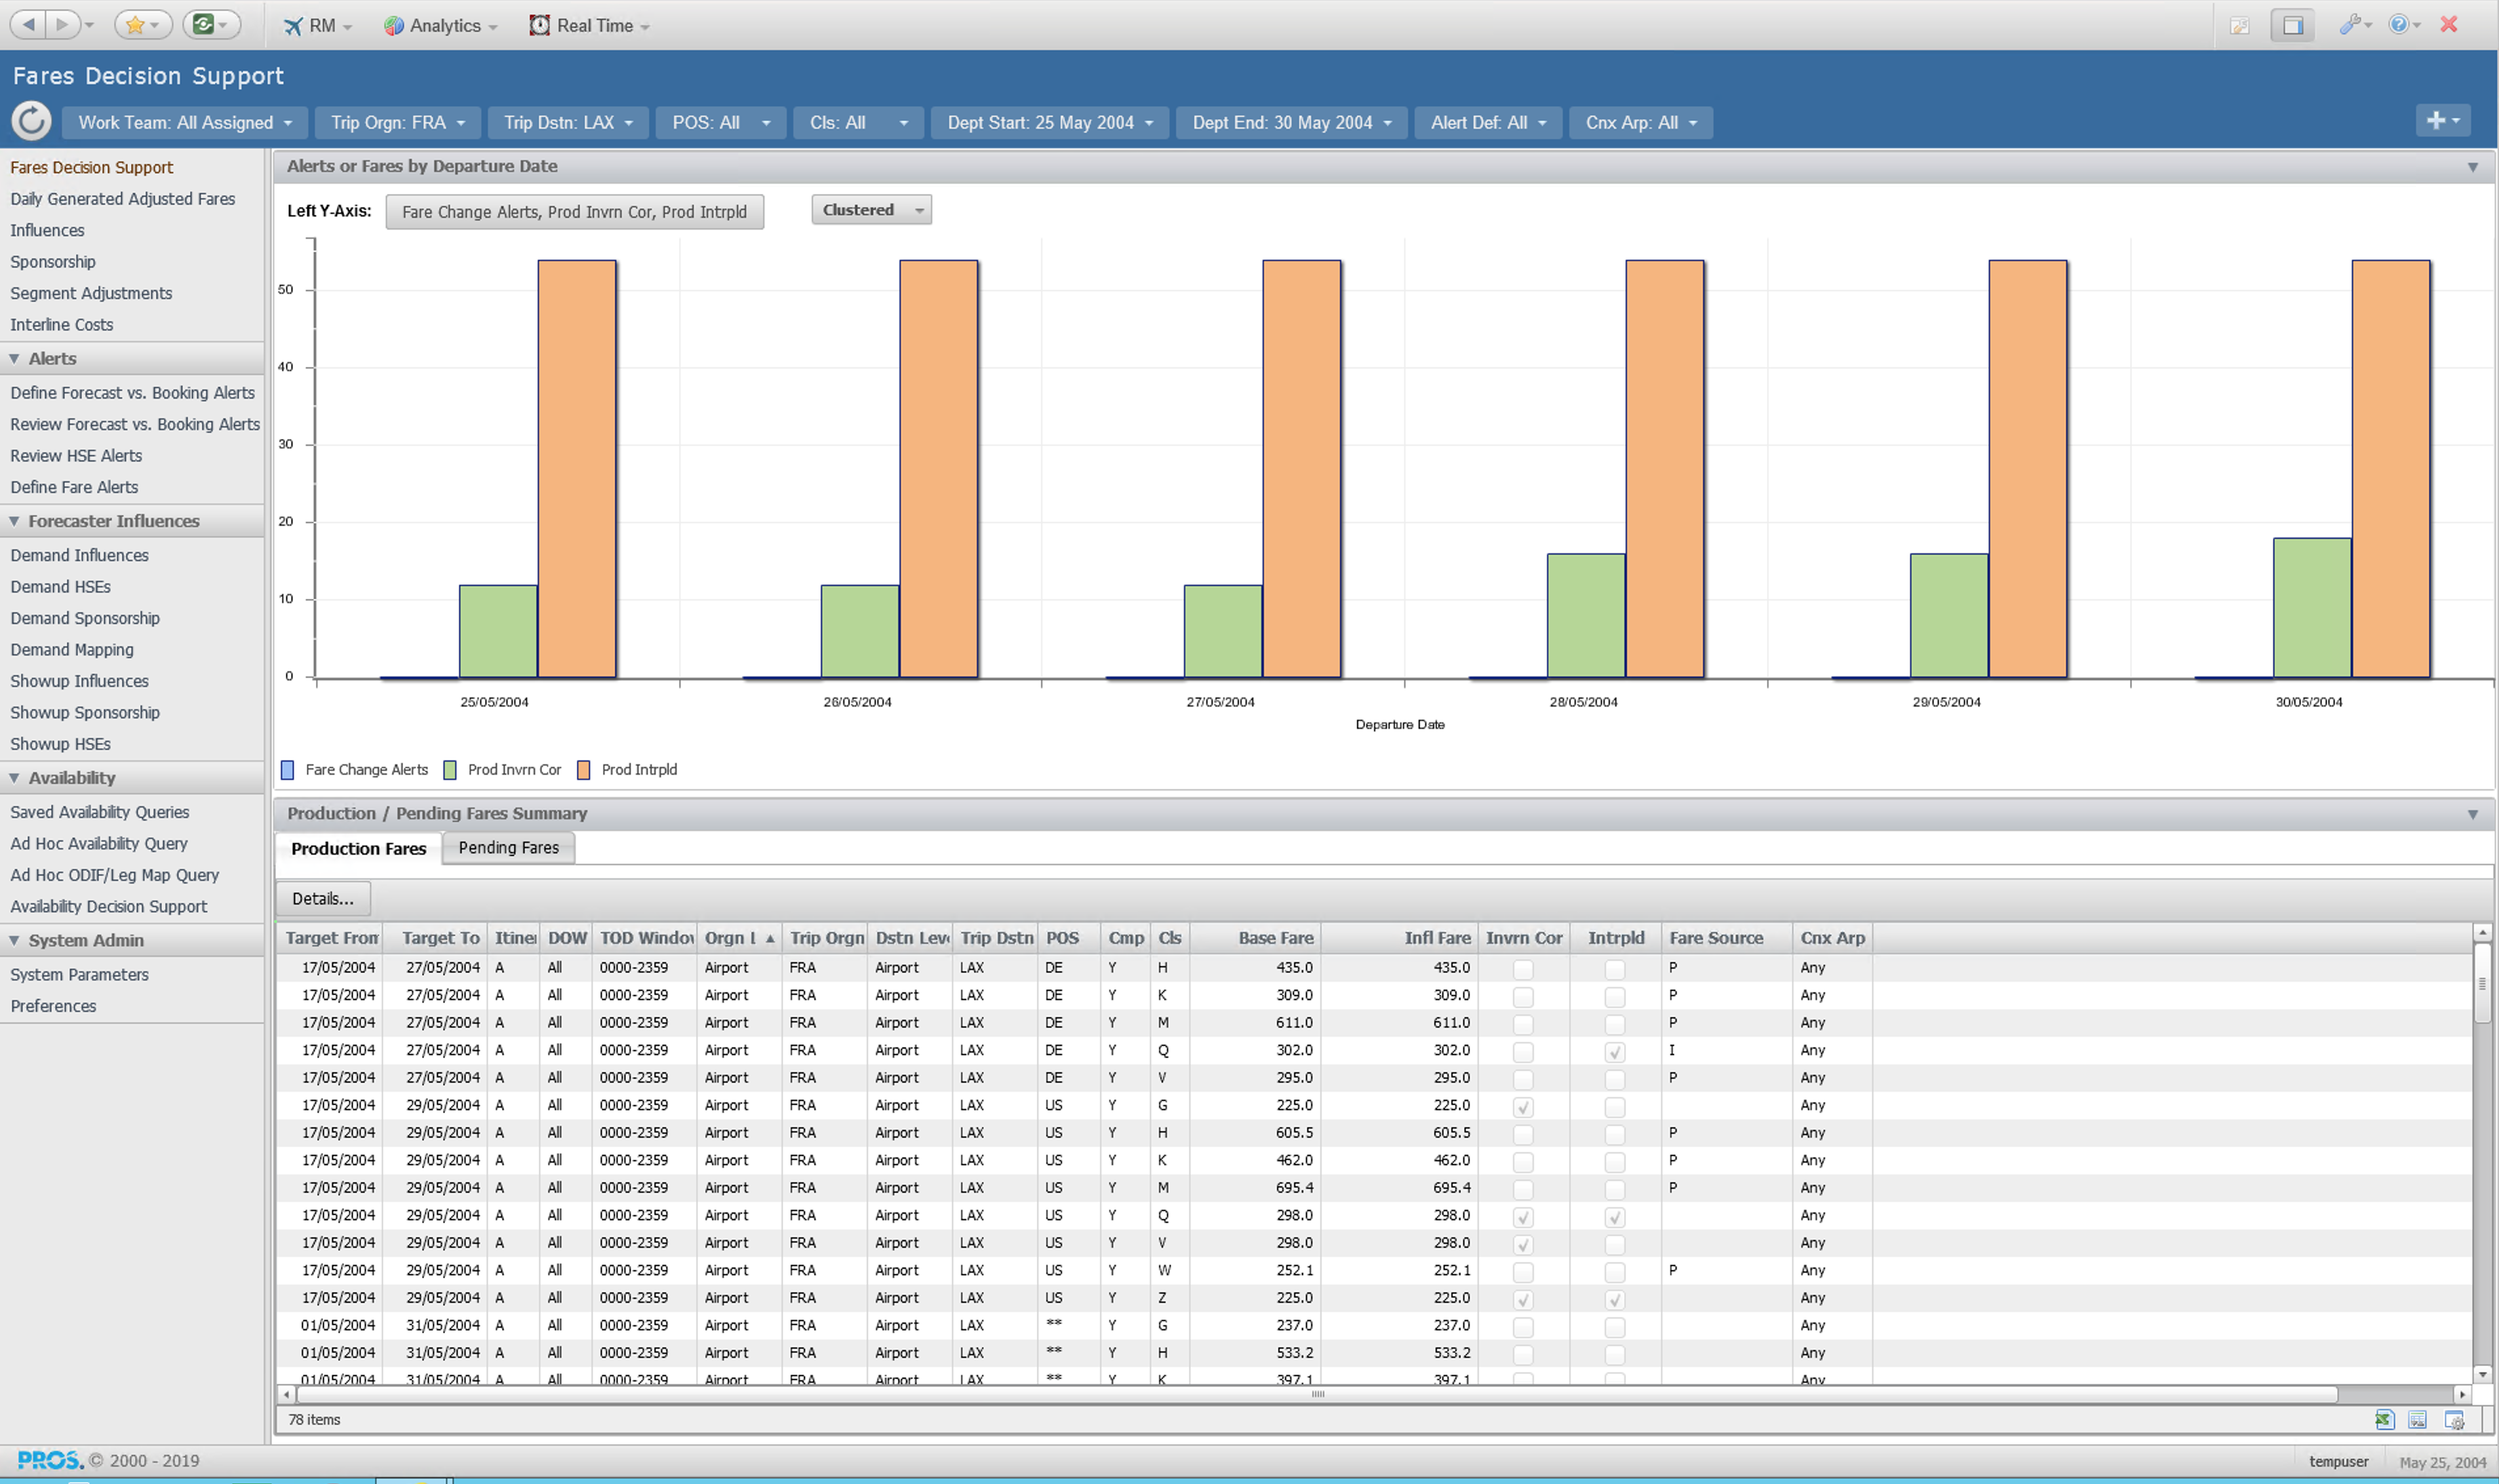 RM Analytics Real Time
Fares Decision Support
Work Team: All Assigned Trip Orgn: FRA Trip Dstn: LAX POS: All Cls: All Dept Start: 25 May 2004 Dept End: 30 May 2004 Alert Def: All Cnx Arp: All
Fares Decision Support
Daily Generated Adjusted Fares
Influences
Sponsorship
Segment Adjustments
Interline Costs
Alerts
Define Forecast vs. Booking Alerts
Review Forecast vs. Booking Alerts
Review HSE Alerts
Define Fare Alerts
Forecaster Influences
Demand Influences
Demand HSEs
Demand Sponsorship
Demand Mapping
Showup Influences
Showup Sponsorship
Showup HSEs
Availability
Saved Availability Queries
Ad Hoc Availability Query
Ad Hoc ODIF/Leg Map Query
Availability Decision Support
System Admin
System Parameters
Preferences
Alerts or Fares by Departure Date
Left Y-Axis: Fare Change Alerts, Prod Invrn Cor, Prod Intrpld Clustered
50
40
30
20
10
0
25/05/2004 26/05/2004 27/05/2004 28/05/2004 29/05/2004 30/05/2004
Departure Date
Fare Change Alerts Prod Invrn Cor Prod Intrpld
Production / Pending Fares Summary
Production Fares Pending Fares
Details...
Target From Target To Itiner DOW TOD Window Orgn L Trip Orgn Dstn Leve Trip Dstn POS Cmp Cls Base Fare Infl Fare Invrn Cor Intrpld Fare Source Cnx Arp
17/05/2004 27/05/2004 A All 0000-2359 Airport FRA Airport LAX DE Y H 435.0 435.0 P Any
17/05/2004 27/05/2004 A All 0000-2359 Airport FRA Airport LAX DE Y K 309.0 309.0 P Any
17/05/2004 27/05/2004 A All 0000-2359 Airport FRA Airport LAX DE Y M 611.0 611.0 P Any
17/05/2004 27/05/2004 A All 0000-2359 Airport FRA Airport LAX DE Y Q 302.0 302.0 I Any
17/05/2004 27/05/2004 A All 0000-2359 Airport FRA Airport LAX DE Y V 295.0 295.0 P Any
17/05/2004 29/05/2004 A All 0000-2359 Airport FRA Airport LAX US Y G 225.0 225.0 Any
17/05/2004 29/05/2004 A All 0000-2359 Airport FRA Airport LAX US Y H 605.5 605.5 P Any
17/05/2004 29/05/2004 A All 0000-2359 Airport FRA Airport LAX US Y K 462.0 462.0 P Any
17/05/2004 29/05/2004 A All 0000-2359 Airport FRA Airport LAX US Y M 695.4 695.4 P Any
17/05/2004 29/05/2004 A All 0000-2359 Airport FRA Airport LAX US Y Q 298.0 298.0 Any
17/05/2004 29/05/2004 A All 0000-2359 Airport FRA Airport LAX US Y V 298.0 298.0 Any
17/05/2004 29/05/2004 A All 0000-2359 Airport FRA Airport LAX US Y W 252.1 252.1 P Any
17/05/2004 29/05/2004 A All 0000-2359 Airport FRA Airport LAX US Y Z 225.0 225.0 Any
01/05/2004 31/05/2004 A All 0000-2359 Airport FRA Airport LAX ** Y G 237.0 237.0 Any
01/05/2004 31/05/2004 A All 0000-2359 Airport FRA Airport LAX ** Y H 533.2 533.2 Any
01/05/2004 31/05/2004 A All 0000-2359 Airport FRA Airport LAX ** Y K 397.1 397.1 Any
78 items
PROS. © 2000 - 2019 tempuser May 25, 2004